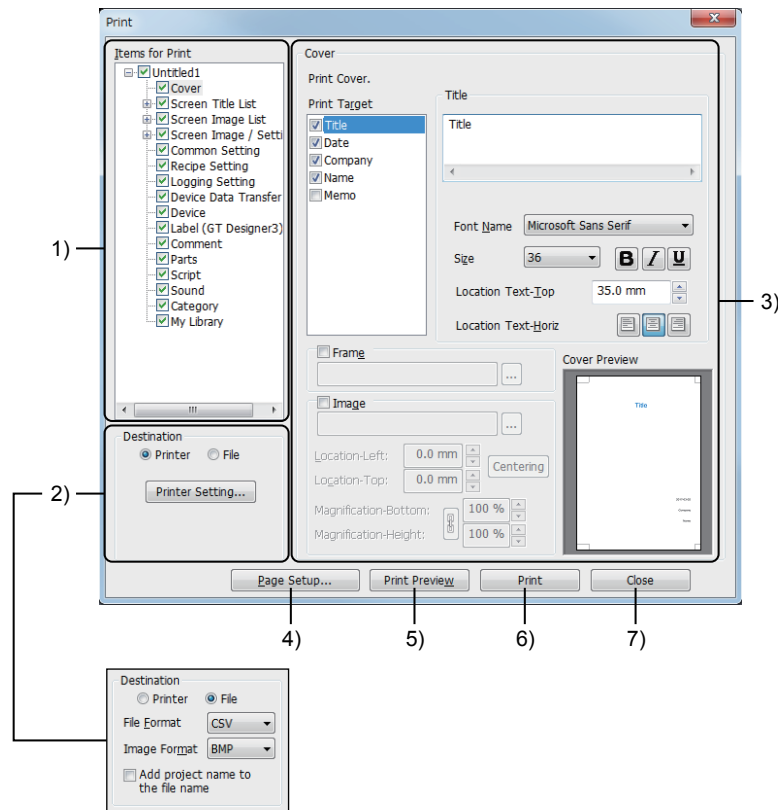 Print
Items for Print
Untitled1
Cover
Screen Title List
Screen Image List
Screen Image / Setti
Common Setting
Recipe Setting
Logging Setting
Device Data Transfer
Device
Label (GT Designer3)
Comment
Parts
Script
Sound
Category
My Library
1)
Destination
Printer File
Printer Setting...
2)
Cover
Print Cover.
Print Target
Title
Date
Company
Name
Memo
Title
Title
Font Name Microsoft Sans Serif
Size 36 B I U
Location Text-Top 35.0 mm
Location Text-Horiz
3)
Frame
...
Image
...
Location-Left: 0.0 mm
Location-Top: 0.0 mm
Centering
Magnification-Bottom: 100 %
Magnification-Height: 100 %
Cover Preview
Title
Page Setup... Print Preview Print Close
4) 5) 6) 7)
Destination
Printer File
File Format CSV
Image Format BMP
Add project name to
the file name